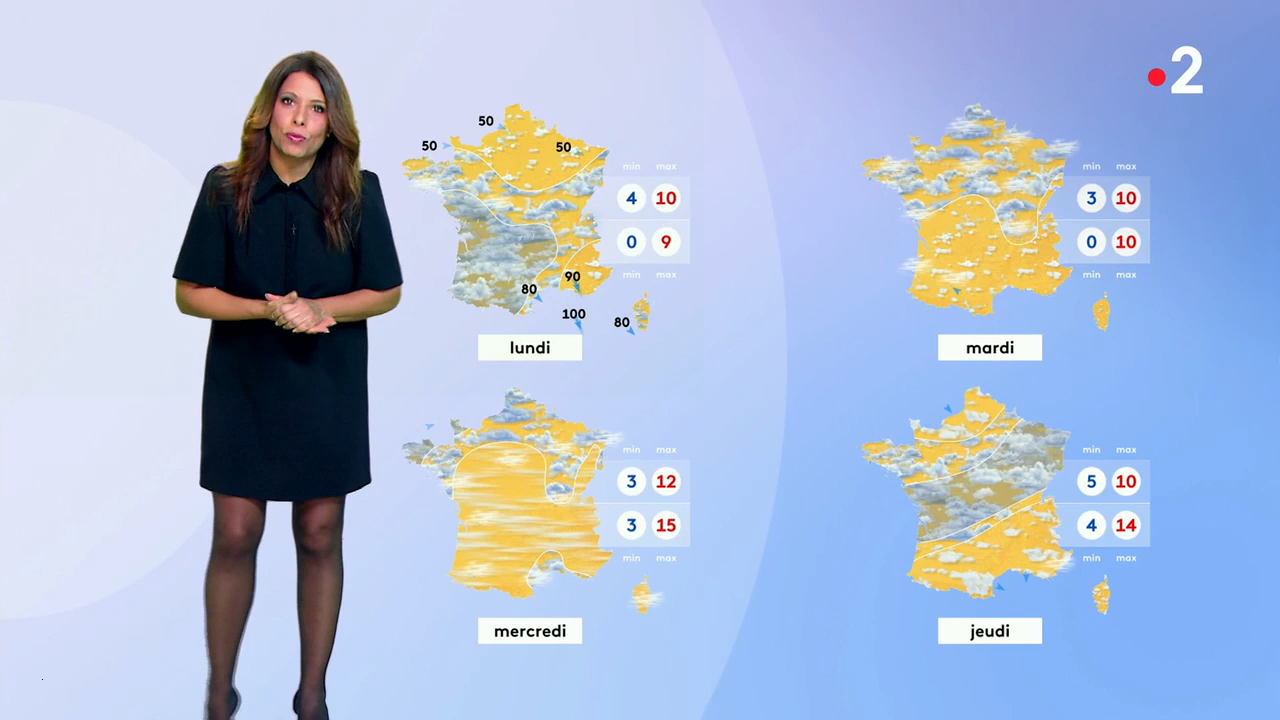 2
50
50
50
min max
4 10
0 9
min max
90
80
100
80
lundi
min max
3 10
0 10
min max
mardi
min max
3 12
3 15
min max
mercredi
min max
5 10
4 14
min max
jeudi